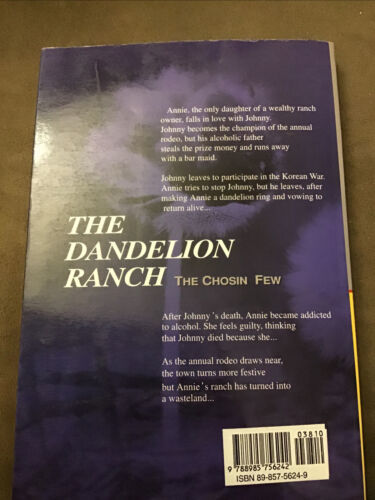 Annie, the only daughter of a wealthy ranch
owner, falls in love with Johnny.
Johnny becomes the champion of the annual
rodeo, but his alcoholic father
steals the prize money and runs away
with a bar maid.
Johnny leaves to participate in the Korean War.
Annie tries to stop Johnny, but he leaves, after
making Annie a dandelion ring and vowing to
return alive...
THE
DANDELION
RANCH THE CHOSIN FEW
After Johnny's death, Annie became addicted
to alcohol. She feels guilty, thinking
that Johnny died because she...
As the annual rodeo draws near,
the town turns more festive
but Annie's ranch has turned into
a wasteland...
03810
9 788985 756242
ISBN 89-857-5624-9